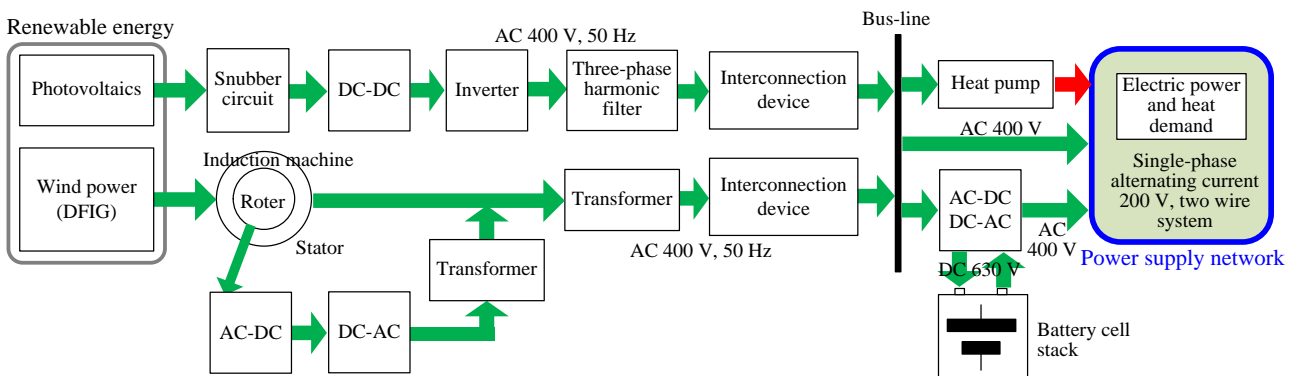 Renewable energy
Photovoltaics
Snubber
circuit
DC-DC
Inverter
AC 400 V, 50 Hz
Three-phase
harmonic
filter
Interconnection
device
Bus-line
Heat pump
Electric power
and heat
demand
AC 400 V
Single-phase
alternating current
200 V, two wire
system
Power supply network
Wind power
(DFIG)
Induction machine
Roter
Stator
Transformer
Interconnection
device
AC 400 V, 50 Hz
AC-DC
DC-AC
AC
400 V
DC 630 V
Battery cell
stack
Transformer
AC-DC
DC-AC